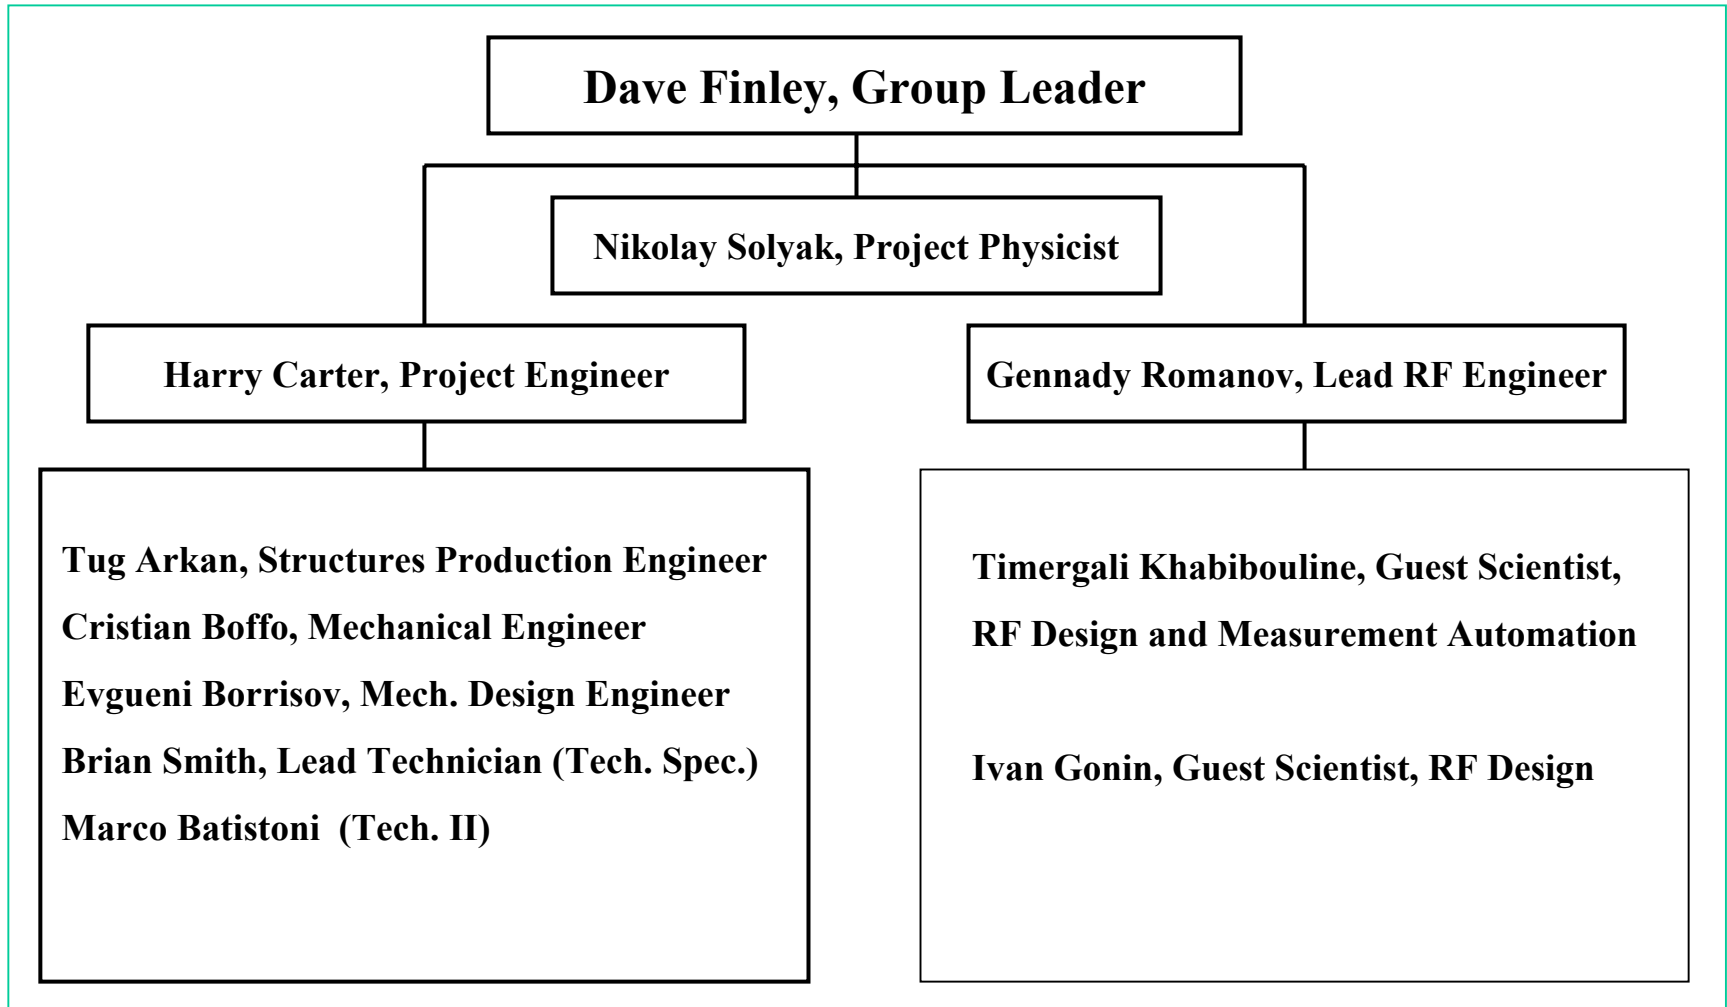 Dave Finley, Group Leader
Nikolay Solyak, Project Physicist
Harry Carter, Project Engineer
Gennady Romanov, Lead RF Engineer
Tug Arkan, Structures Production Engineer
Cristian Boffo, Mechanical Engineer
Evgueni Borrisov, Mech. Design Engineer
Brian Smith, Lead Technician (Tech. Spec.)
Marco Batistoni  (Tech. II)
Timergali Khabibouline, Guest Scientist,
RF Design and Measurement Automation
Ivan Gonin, Guest Scientist, RF Design